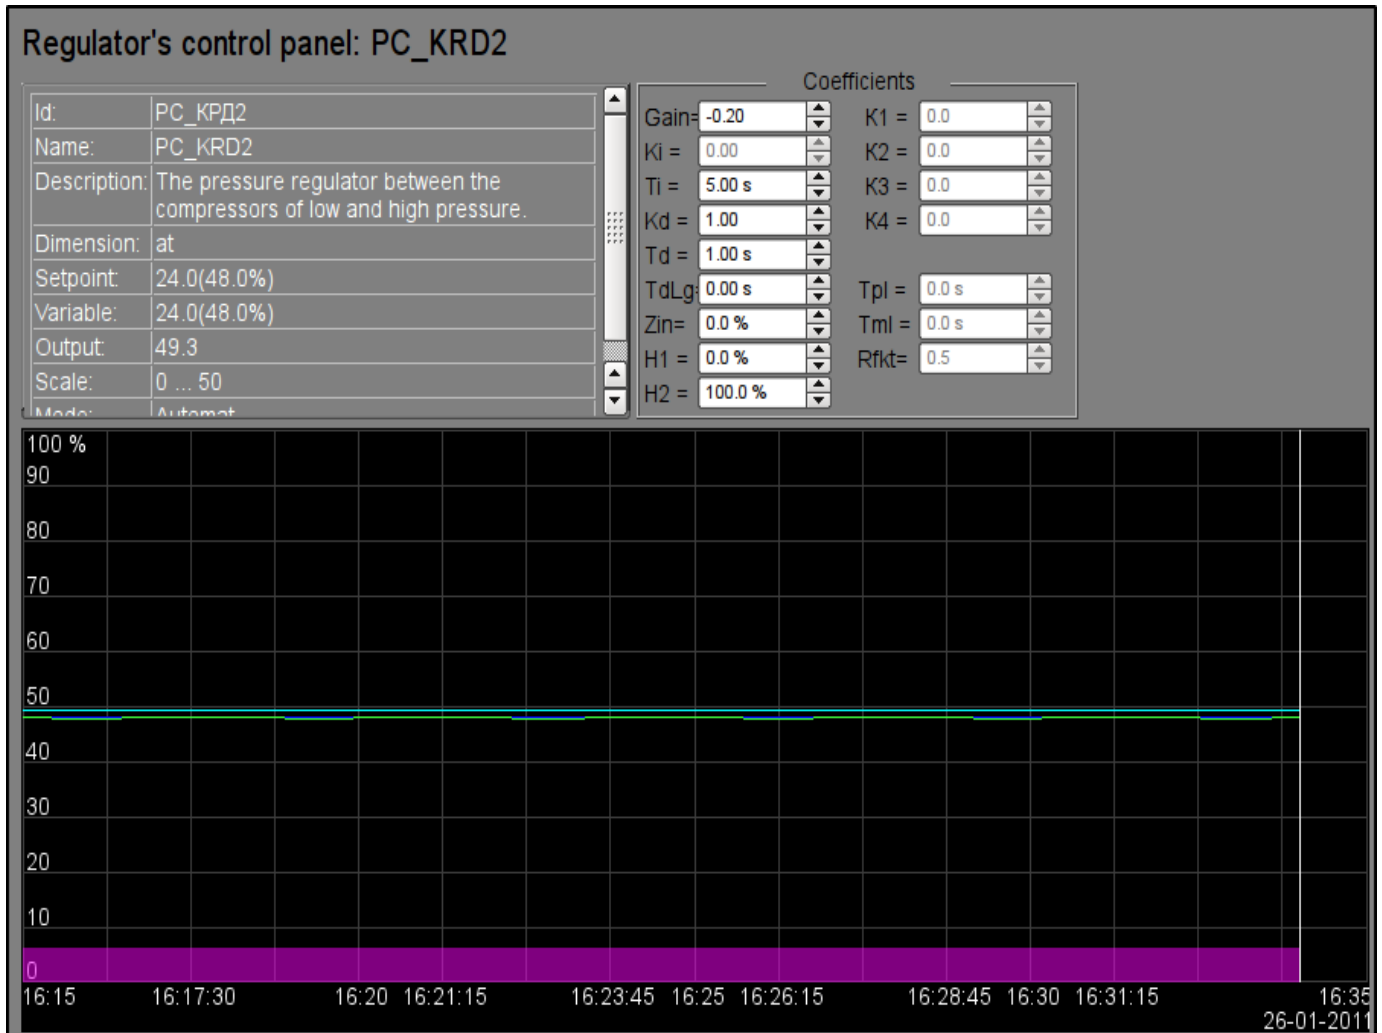 Regulator's control panel: PC_KRD2
Id: PC_КРД2
Name: PC_KRD2
Description: The pressure regulator between the
compressors of low and high pressure.
Dimension: at
Setpoint: 24.0(48.0%)
Variable: 24.0(48.0%)
Output: 49.3
Scale: 0 ... 50
Mode: Automat
Coefficients
Gain= -0.20 K1 = 0.0
Ki = 0.00 K2 = 0.0
Ti = 5.00 s K3 = 0.0
Kd = 1.00 K4 = 0.0
Td = 1.00 s
TdLg= 0.00 s Tpl = 0.0 s
Zin= 0.0 % Tml = 0.0 s
H1 = 0.0 % Rfkt= 0.5
H2 = 100.0 %
100 %
90
80
70
60
50
40
30
20
10
0
16:15 16:17:30 16:20 16:21:15 16:23:45 16:25 16:26:15 16:28:45 16:30 16:31:15 16:35
26-01-2011